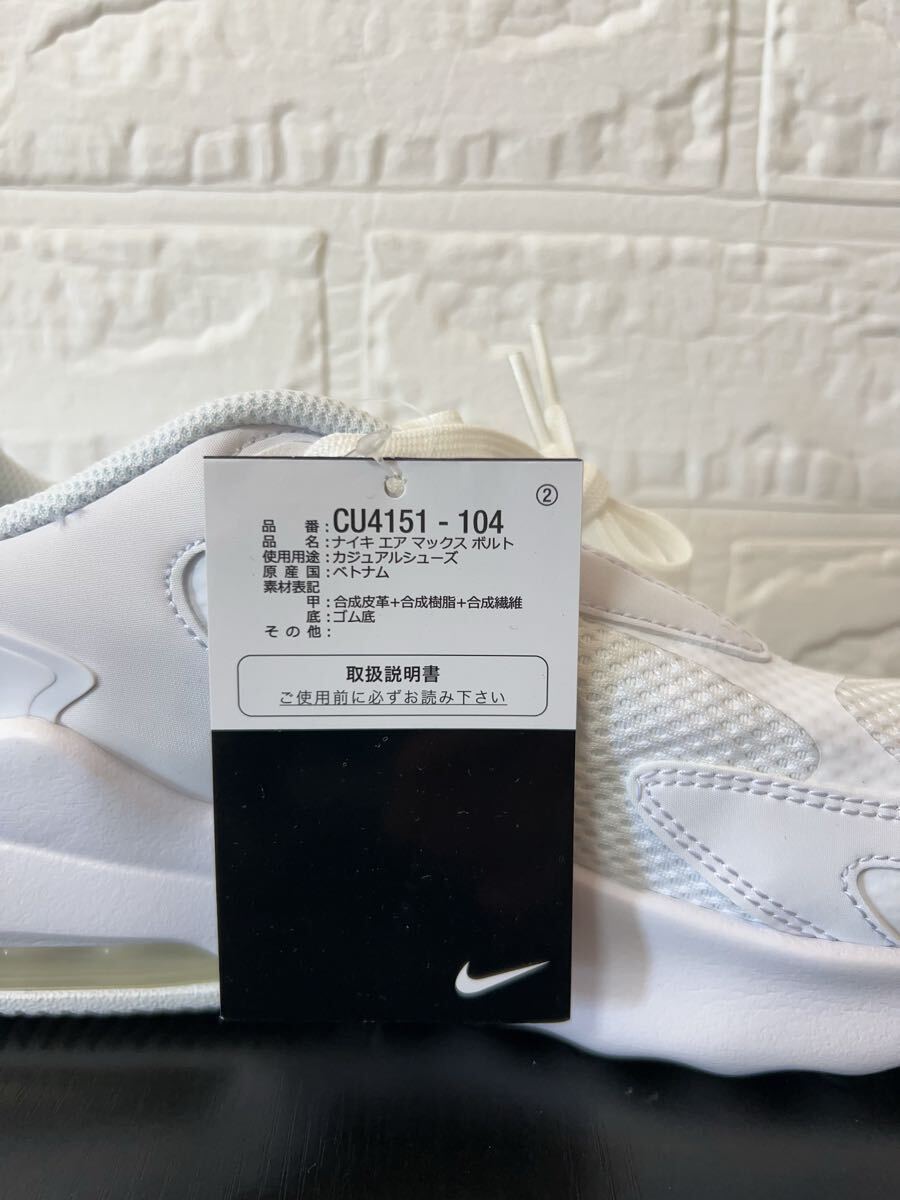 ②
品番:CU4151 - 104
品名:ナイキ エア マックス ボルト
使用用途:カジュアルシューズ
原産国:ベトナム
素材表記
甲:合成皮革+合成樹脂+合成繊維
底:ゴム底
その他:
取扱説明書
ご使用前に必ずお読み下さい